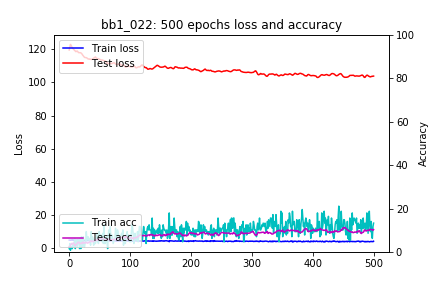 bb1_022: 500 epochs loss and accuracy
Train loss
Test loss
Train acc
Test acc
Loss
Accuracy
120
100
80
60
40
20
0
100
80
60
40
20
0
0 100 200 300 400 500